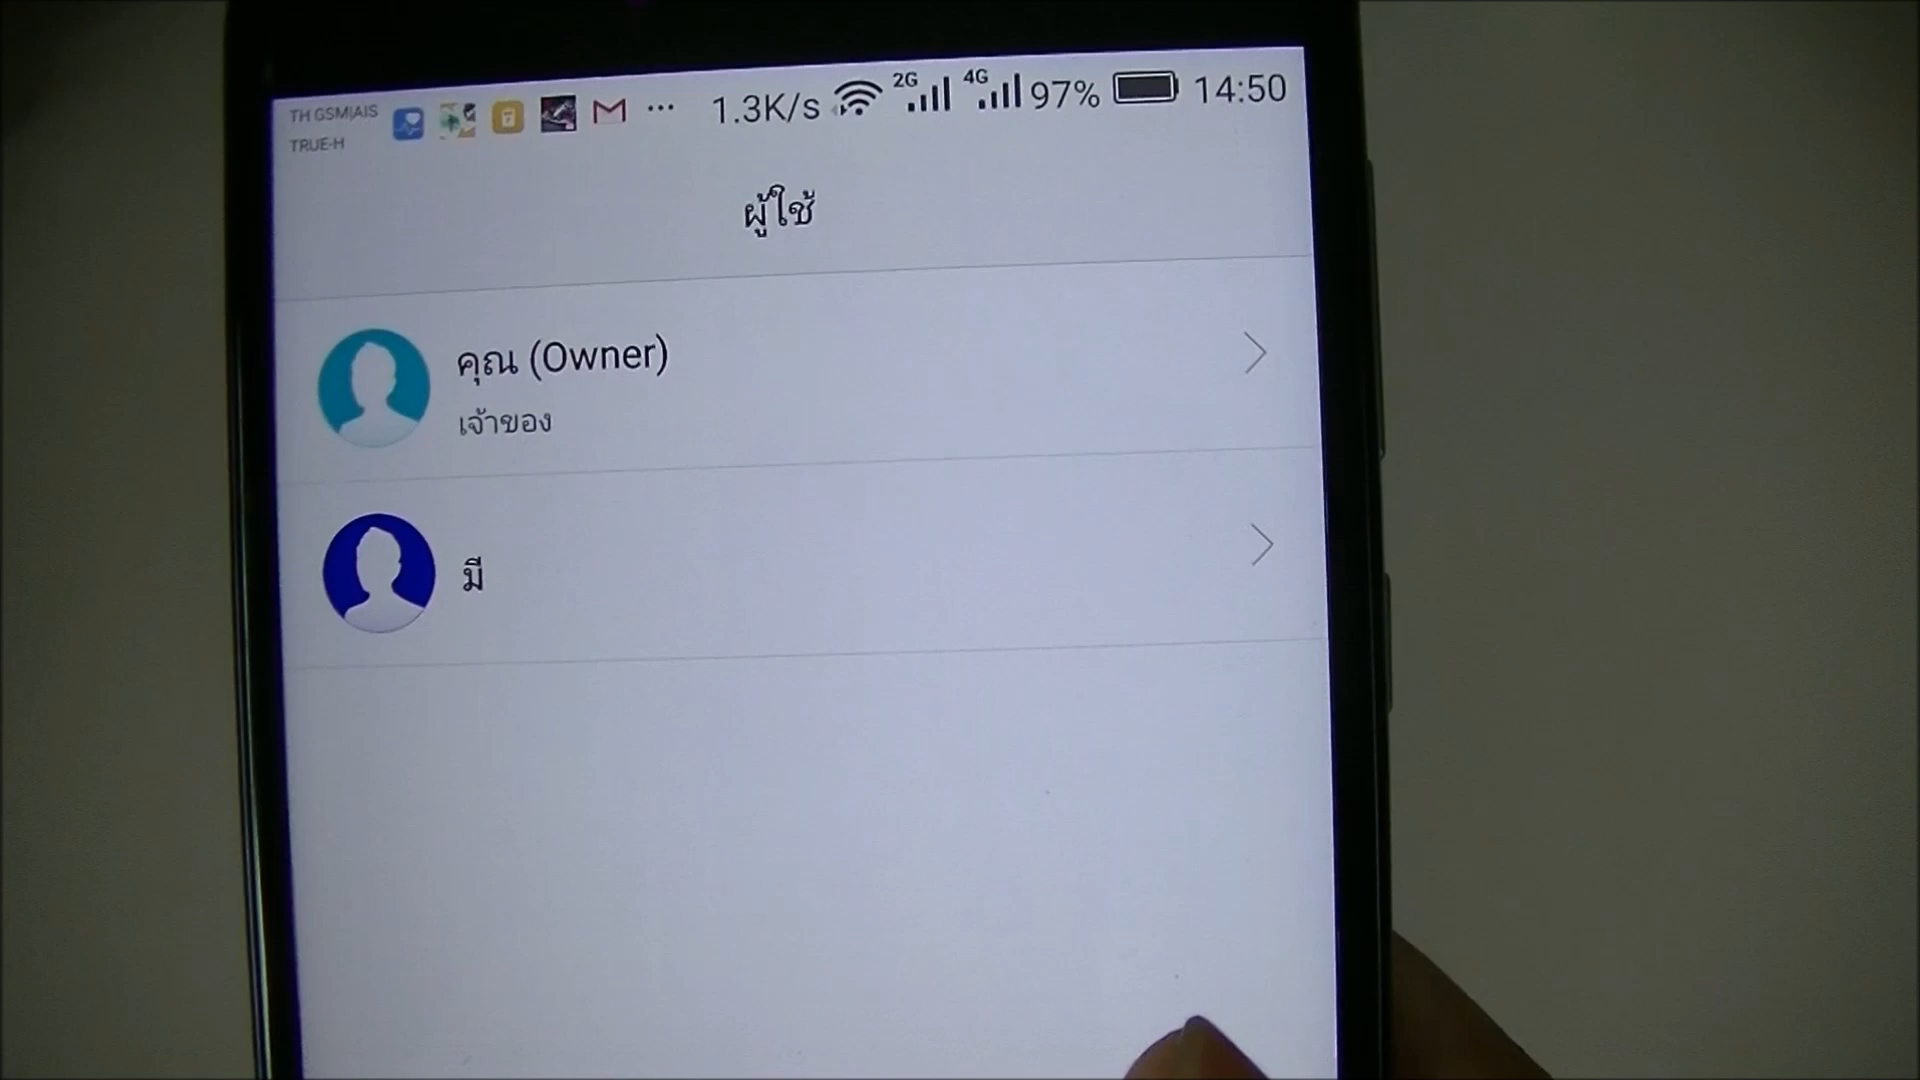 TH GSM|AIS
TRUE-H
1.3K/s 2G 4G 97% 14:50
ผู้ใช้
คุณ (Owner)
เจ้าของ
มี